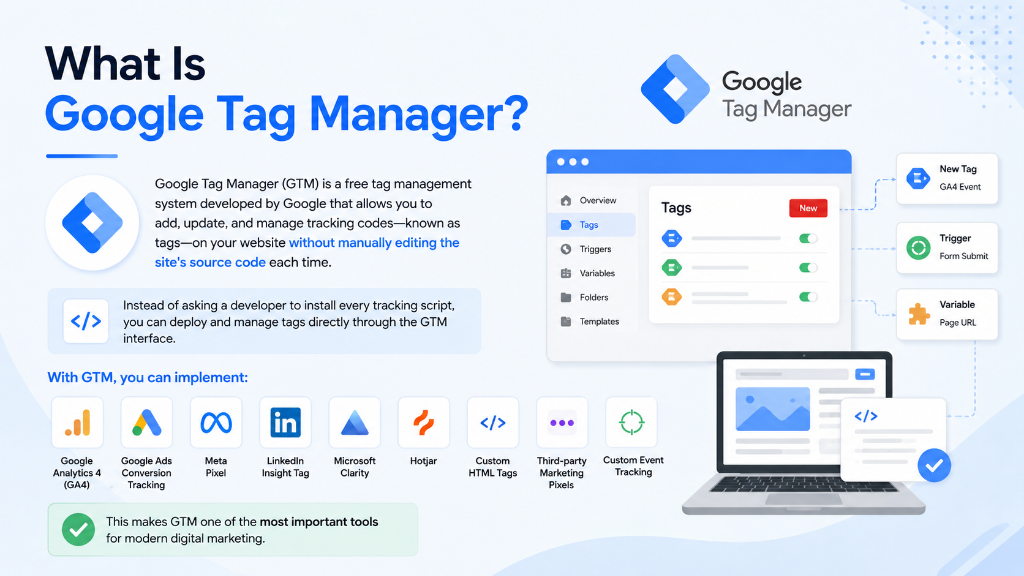 What Is
Google Tag Manager?
Google Tag Manager (GTM) is a free tag management
system developed by Google that allows you to
add, update, and manage tracking codes—known as
tags—on your website without manually editing the
site's source code each time.
</>
Instead of asking a developer to install every tracking script,
you can deploy and manage tags directly through the GTM
interface.
With GTM, you can implement:
Google
Analytics 4
(GA4)
Google Ads
Conversion
Tracking
Meta
Pixel
in
LinkedIn
Insight Tag
Microsoft
Clarity
Hotjar
</>
Custom
HTML Tags
Third-party
Marketing
Pixels
Custom Event
Tracking
This makes GTM one of the most important tools
for modern digital marketing.
Google
Tag Manager
Overview
Tags
Triggers
Variables
Folders
Templates
Tags
New
New Tag
GA4 Event
Trigger
Form Submit
Variable
Page URL
</>